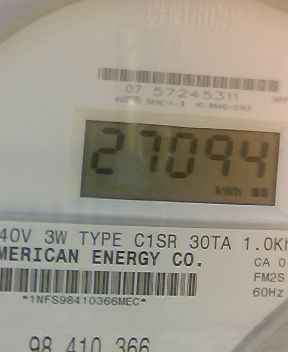 CENTRON
07 57245311
27094
kWh
40V 3W TYPE C1SR 30TA 1.0Kh
MERICAN ENERGY CO.
CA 0
FM2S
*1NFS98410366MEC*
60Hz
98 410 366